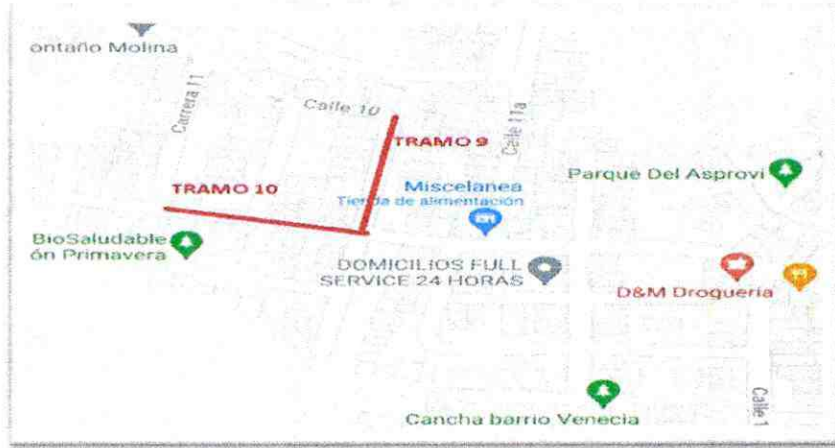 ontaño Molina
Carrera 11
Calle 10
Calle 11a
TRAMO 9
TRAMO 10
Miscelanea
Tienda de alimentación
Parque Del Asprovi
BioSaludable
ón Primavera
DOMICILIOS FULL
SERVICE 24 HORAS
D&M Drogueria
Cancha barrio Venecia
Calle 1